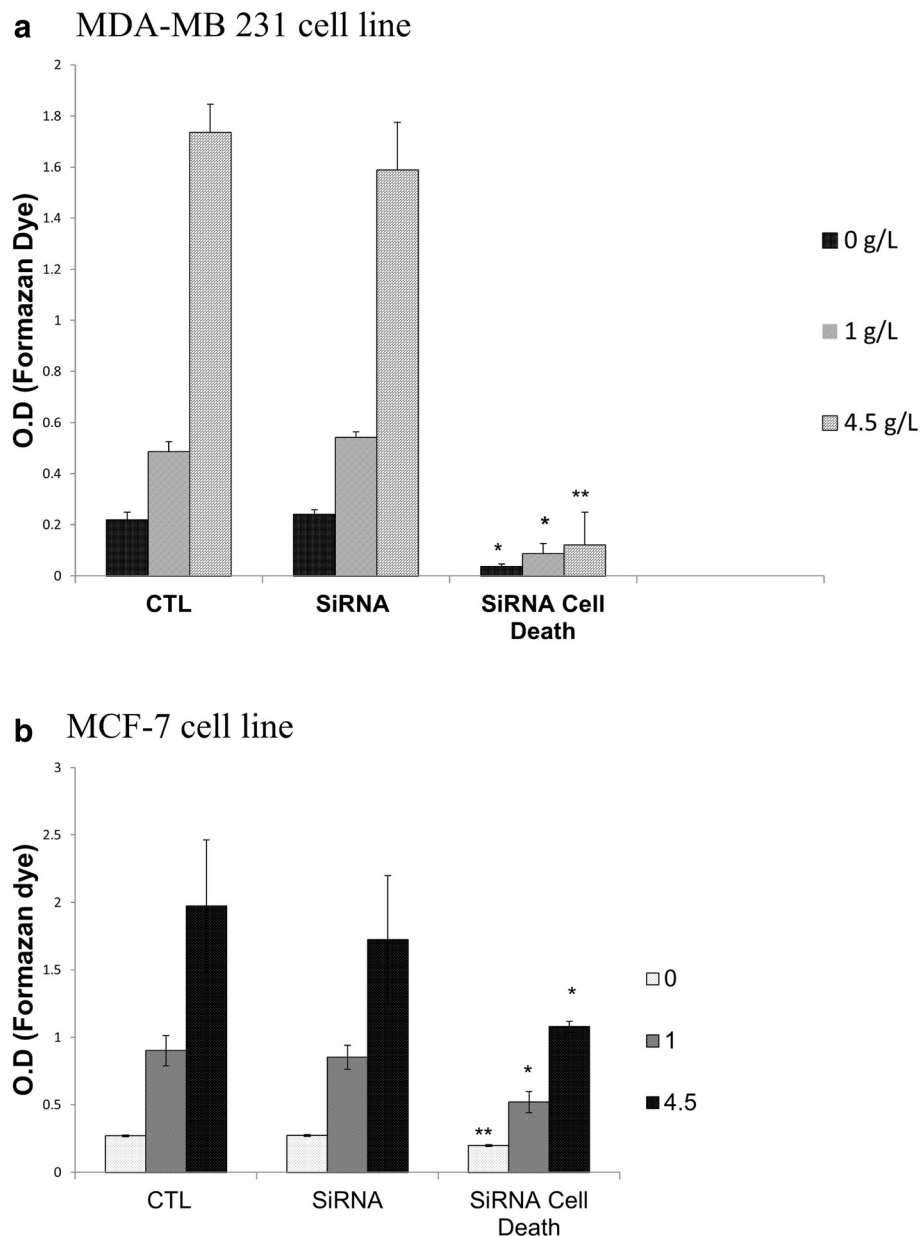 a MDA-MB 231 cell line
O.D (Formazan Dye)
2
1.8
1.6
1.4
1.2
1
0.8
0.6
0.4
0.2
0
* * **
CTL SiRNA SiRNA Cell
Death
0 g/L
1 g/L
4.5 g/L
b MCF-7 cell line
O.D (Formazan dye)
3
2.5
2
1.5
1
0.5
0
** * *
CTL SiRNA SiRNA Cell
Death
0
1
4.5